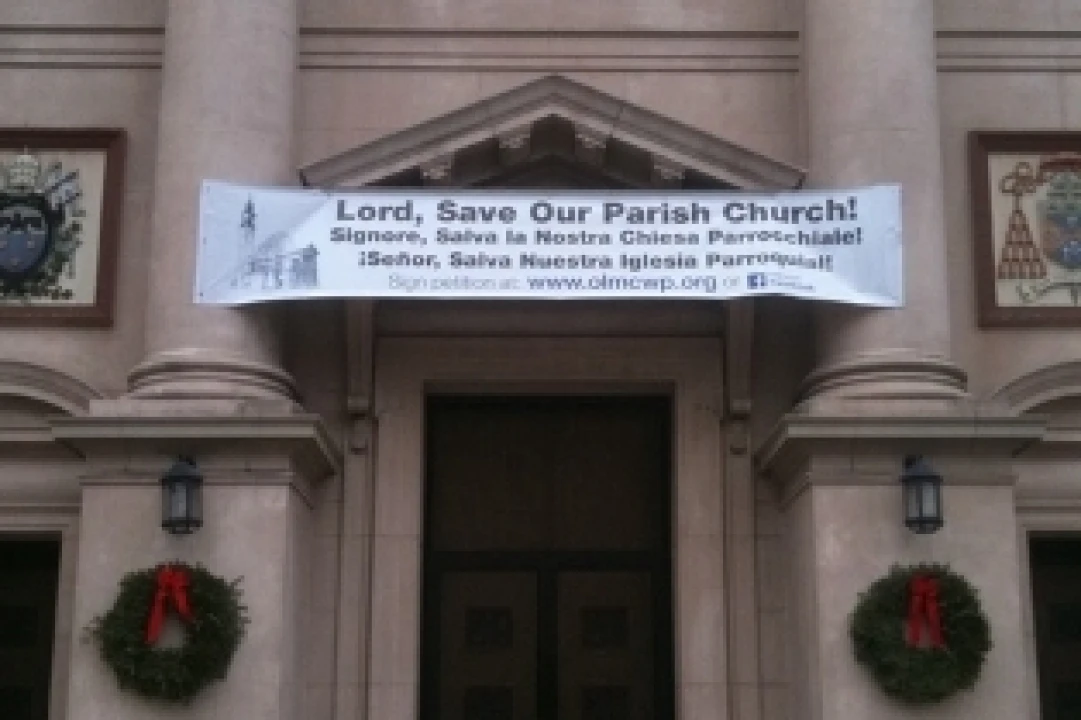 Lord, Save Our Parish Church!
Signore, Salva la Nostra Chiesa Parrocchiale!
¡Señor, Salva Nuestra Iglesia Parroquial!
Sign petition at: www.olmcwp.org or